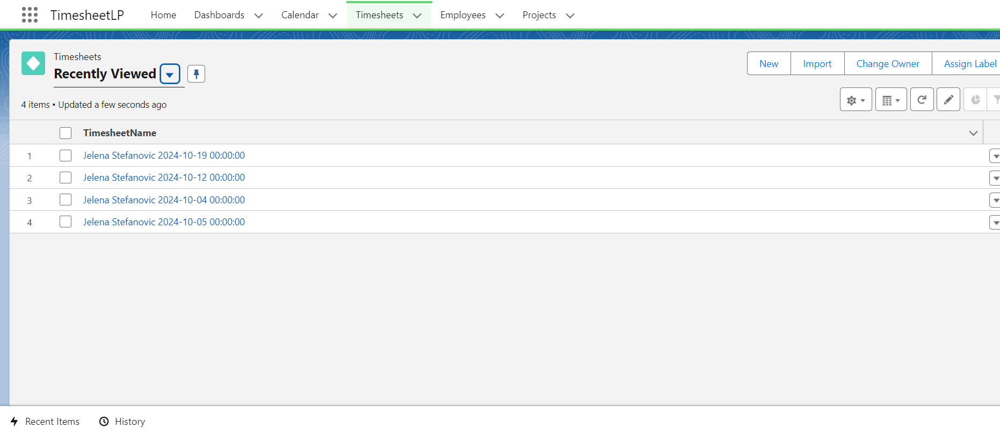 TimesheetLP Home Dashboards Calendar Timesheets Employees Projects
Timesheets
Recently Viewed
New Import Change Owner Assign Label
4 items • Updated a few seconds ago
TimesheetName
1 Jelena Stefanovic 2024-10-19 00:00:00
2 Jelena Stefanovic 2024-10-12 00:00:00
3 Jelena Stefanovic 2024-10-04 00:00:00
4 Jelena Stefanovic 2024-10-05 00:00:00
Recent Items History